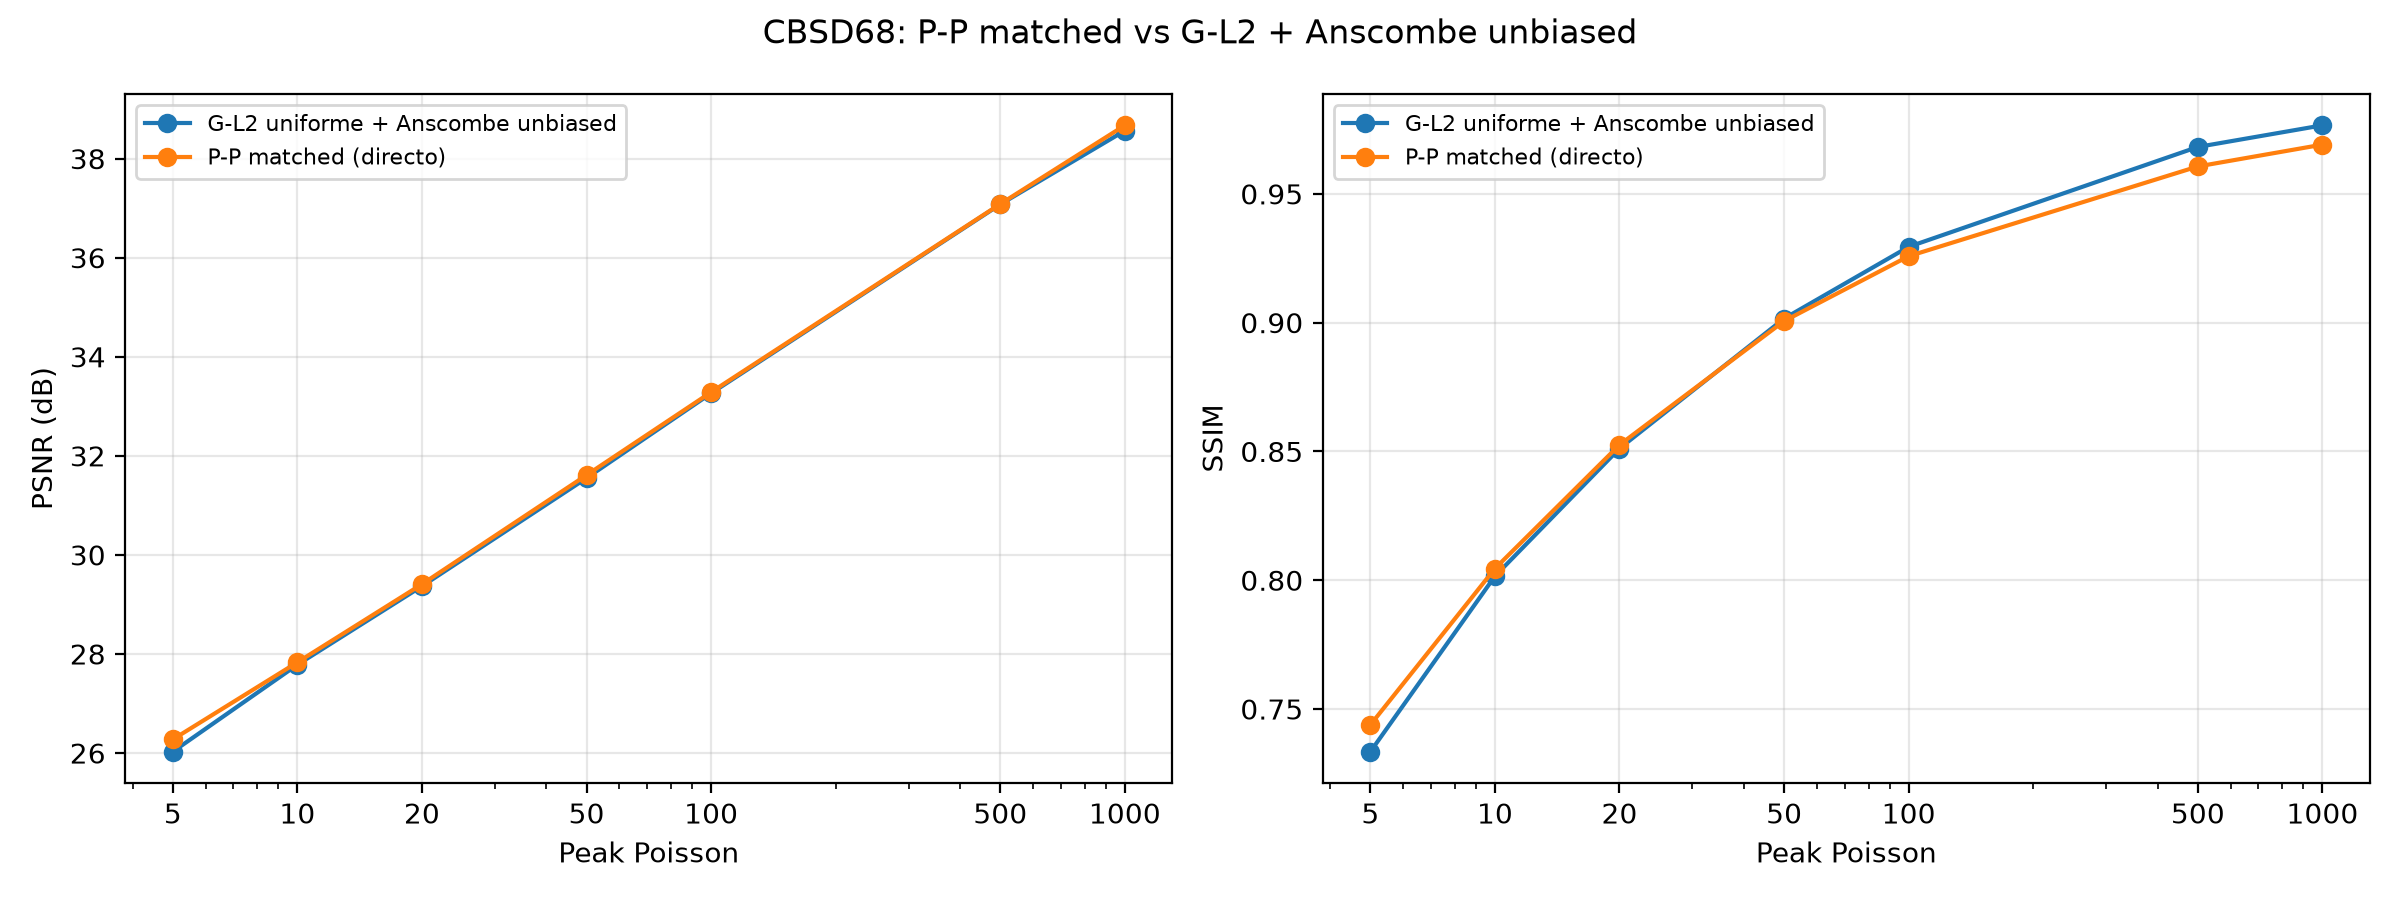 CBSD68: P-P matched vs G-L2 + Anscombe unbiased
G-L2 uniforme + Anscombe unbiased
P-P matched (directo)
PSNR (dB)
38
36
34
32
30
28
26
5 10 20 50 100 500 1000
Peak Poisson
G-L2 uniforme + Anscombe unbiased
P-P matched (directo)
SSIM
0.95
0.90
0.85
0.80
0.75
5 10 20 50 100 500 1000
Peak Poisson